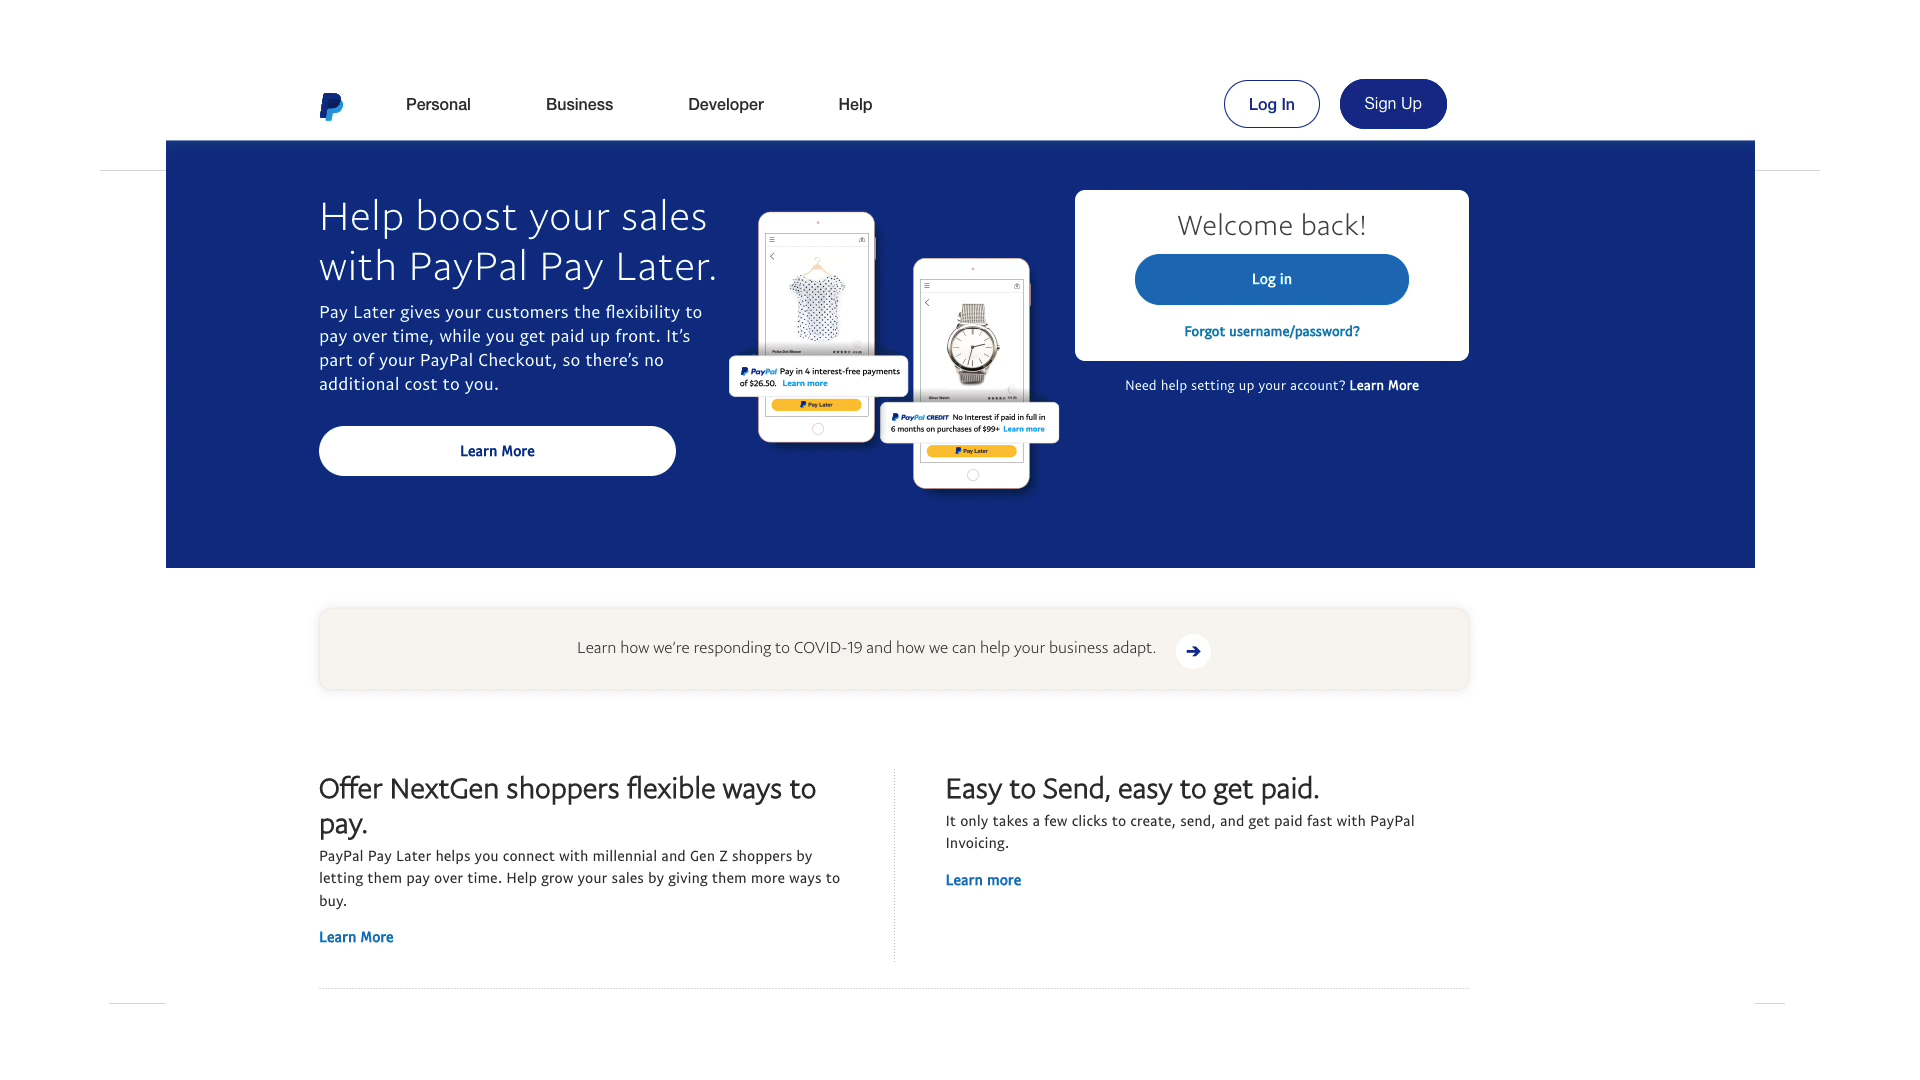 Personal
Business
Developer
Help
Log In
Sign Up
Help boost your sales
with PayPal Pay Later.
Pay Later gives your customers the flexibility to
pay over time, while you get paid up front. It’s
part of your PayPal Checkout, so there’s no
additional cost to you.
Learn More
PayPal Pay in 4 interest-free payments
of $26.50. Learn more
Pay Later
PayPal CREDIT No Interest if paid in full in
6 months on purchases of $99+ Learn more
Pay Later
Welcome back!
Log in
Forgot username/password?
Need help setting up your account? Learn More
Learn how we’re responding to COVID-19 and how we can help your business adapt.
Offer NextGen shoppers flexible ways to
pay.
PayPal Pay Later helps you connect with millennial and Gen Z shoppers by
letting them pay over time. Help grow your sales by giving them more ways to
buy.
Learn More
Easy to Send, easy to get paid.
It only takes a few clicks to create, send, and get paid fast with PayPal
Invoicing.
Learn more